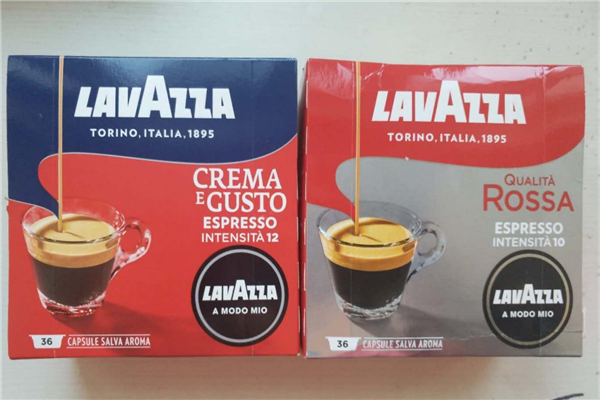 LAVAZZA
TORINO, ITALIA, 1895
CREMA
E GUSTO
ESPRESSO
INTENSITÀ 12
LAVAZZA
A MODO MIO
36 CAPSULE SALVA AROMA
LAVAZZA
TORINO, ITALIA, 1895
QUALITÀ
ROSSA
ESPRESSO
INTENSITÀ 10
LAVAZZA
A MODO MIO
36 CAPSULE SALVA AROMA